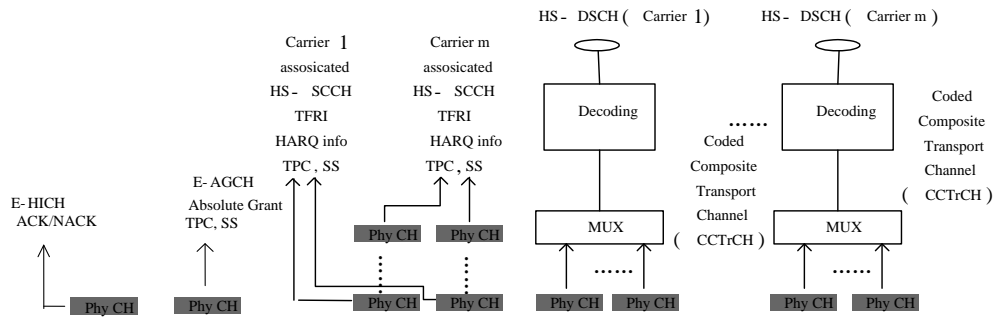 E-HICH
ACK/NACK
Phy CH
E-AGCH
Absolute Grant
TPC, SS
Phy CH
Carrier 1
assosicated
HS- SCCH
TFRI
HARQ info
TPC, SS
Carrier m
assosicated
HS- SCCH
TFRI
HARQ info
TPC, SS
Phy CH
Phy CH
Phy CH
Phy CH
HS- DSCH ( Carrier 1)
Decoding
MUX
......
Phy CH
Phy CH
Coded
Composite
Transport
Channel
( CCTrCH )
......
HS- DSCH ( Carrier m )
Decoding
MUX
......
Phy CH
Phy CH
Coded
Composite
Transport
Channel
( CCTrCH )